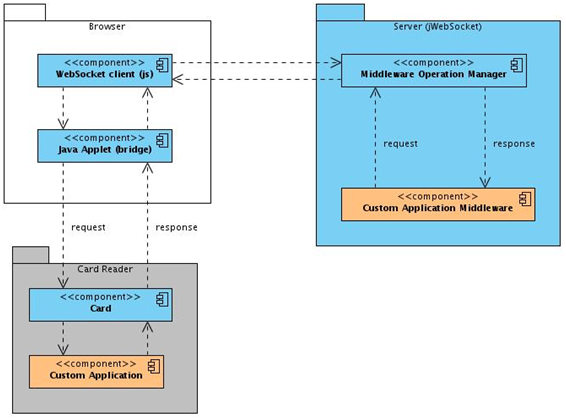 Browser
<<component>>
WebSocket client (js)
<<component>>
Java Applet (bridge)
request
response
Card Reader
<<component>>
Card
<<component>>
Custom Application
Server (jWebSocket)
<<component>>
Middleware Operation Manager
request
response
<<component>>
Custom Application Middleware